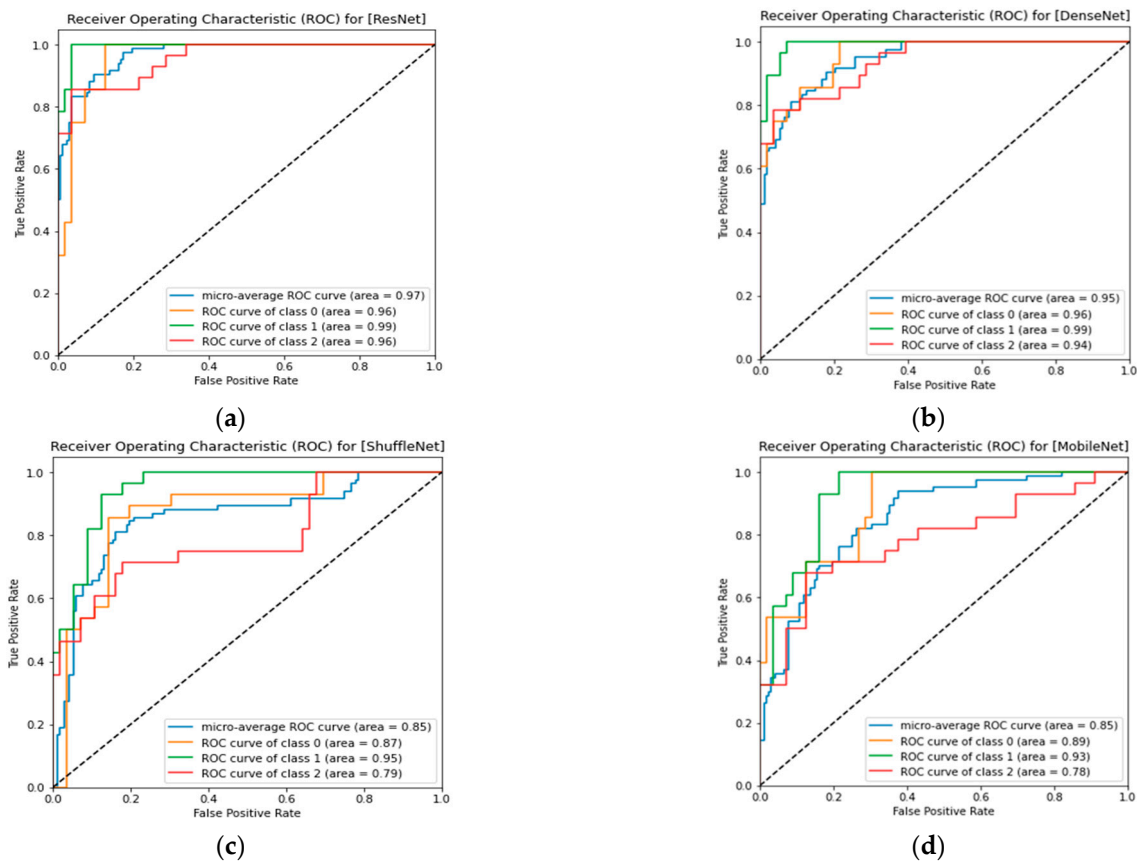 Receiver Operating Characteristic (ROC) for [ResNet]
True Positive Rate
1.0
0.8
0.6
0.4
0.2
0.0
micro-average ROC curve (area = 0.97)
ROC curve of class 0 (area = 0.96)
ROC curve of class 1 (area = 0.99)
ROC curve of class 2 (area = 0.96)
0.0 0.2 0.4 0.6 0.8 1.0
False Positive Rate
(a)
Receiver Operating Characteristic (ROC) for [DenseNet]
True Positive Rate
1.0
0.8
0.6
0.4
0.2
0.0
micro-average ROC curve (area = 0.95)
ROC curve of class 0 (area = 0.96)
ROC curve of class 1 (area = 0.99)
ROC curve of class 2 (area = 0.94)
0.0 0.2 0.4 0.6 0.8 1.0
False Positive Rate
(b)
Receiver Operating Characteristic (ROC) for [ShuffleNet]
True Positive Rate
1.0
0.8
0.6
0.4
0.2
0.0
micro-average ROC curve (area = 0.85)
ROC curve of class 0 (area = 0.87)
ROC curve of class 1 (area = 0.95)
ROC curve of class 2 (area = 0.79)
0.0 0.2 0.4 0.6 0.8 1.0
False Positive Rate
(c)
Receiver Operating Characteristic (ROC) for [MobileNet]
True Positive Rate
1.0
0.8
0.6
0.4
0.2
0.0
micro-average ROC curve (area = 0.85)
ROC curve of class 0 (area = 0.89)
ROC curve of class 1 (area = 0.93)
ROC curve of class 2 (area = 0.78)
0.0 0.2 0.4 0.6 0.8 1.0
False Positive Rate
(d)